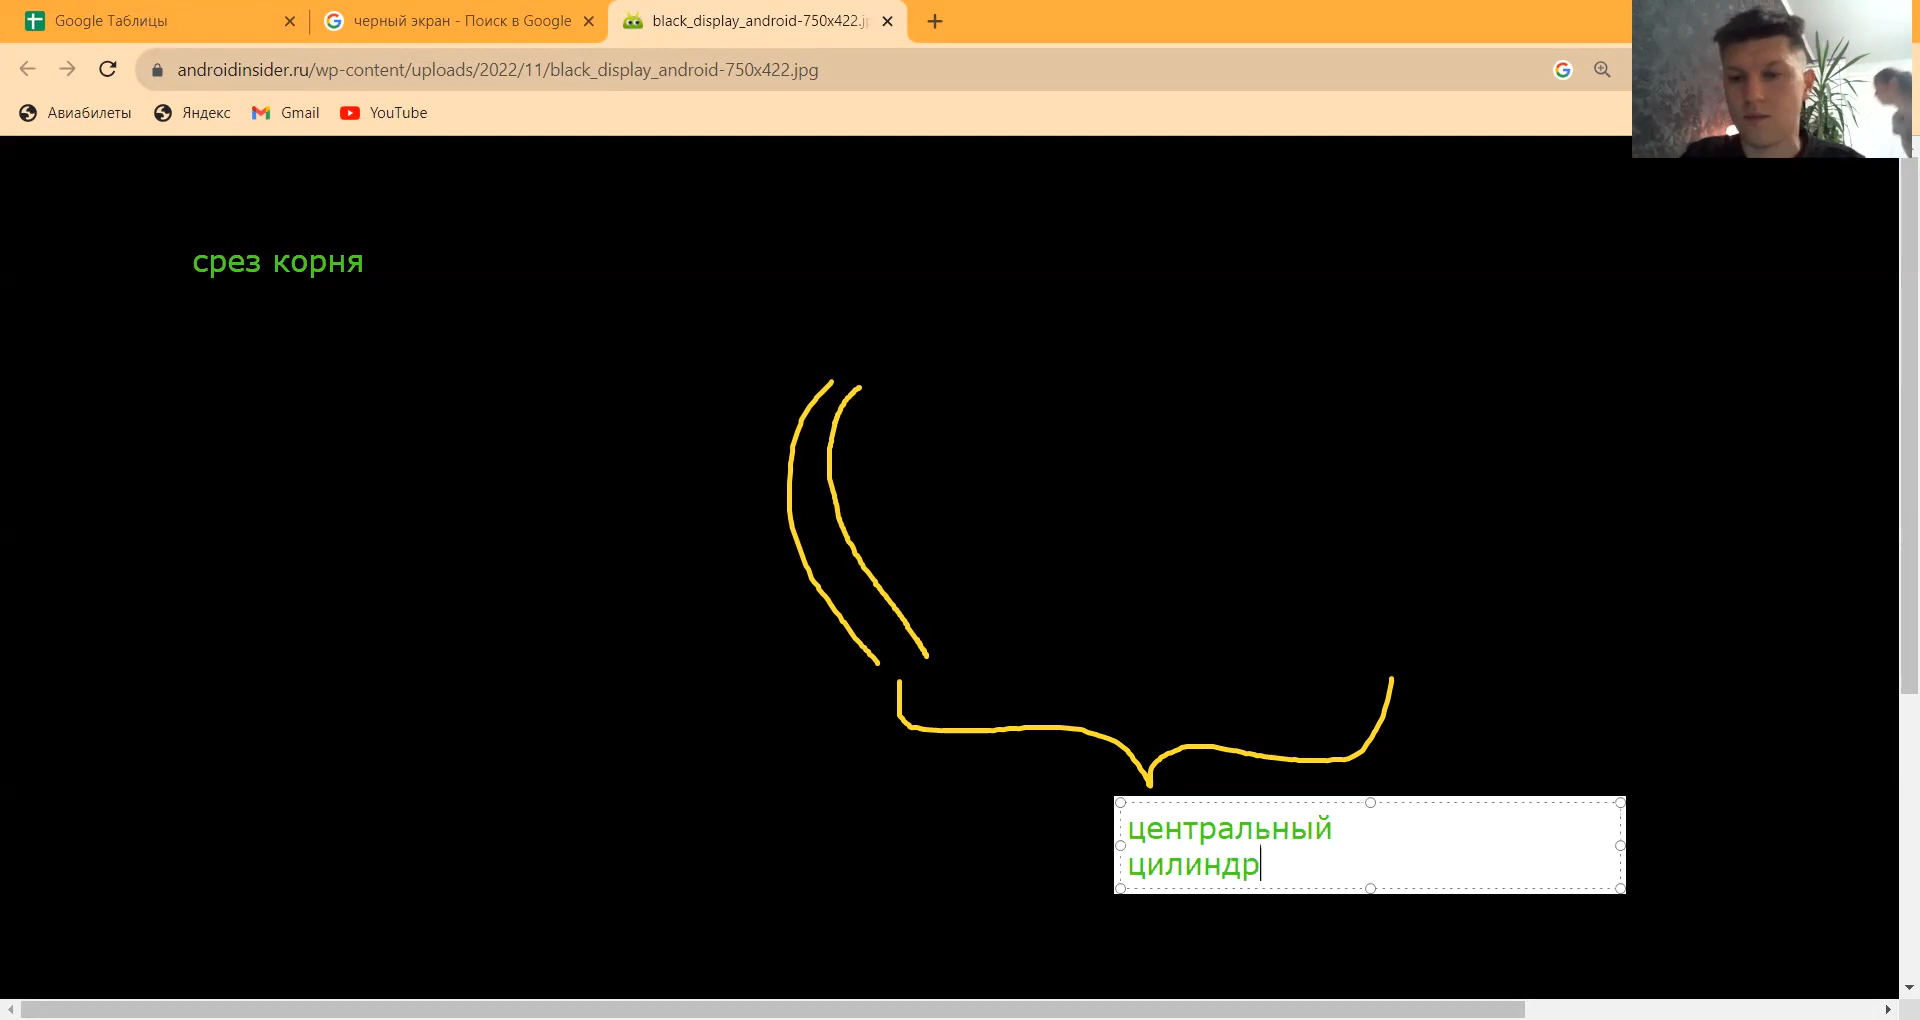 Google Таблицы
черный экран - Поиск в Google
black_display_android-750x422.j
androidinsider.ru/wp-content/uploads/2022/11/black_display_android-750x422.jpg
Авиабилеты
Яндекс
Gmail
YouTube
срез корня
центральный
цилиндр